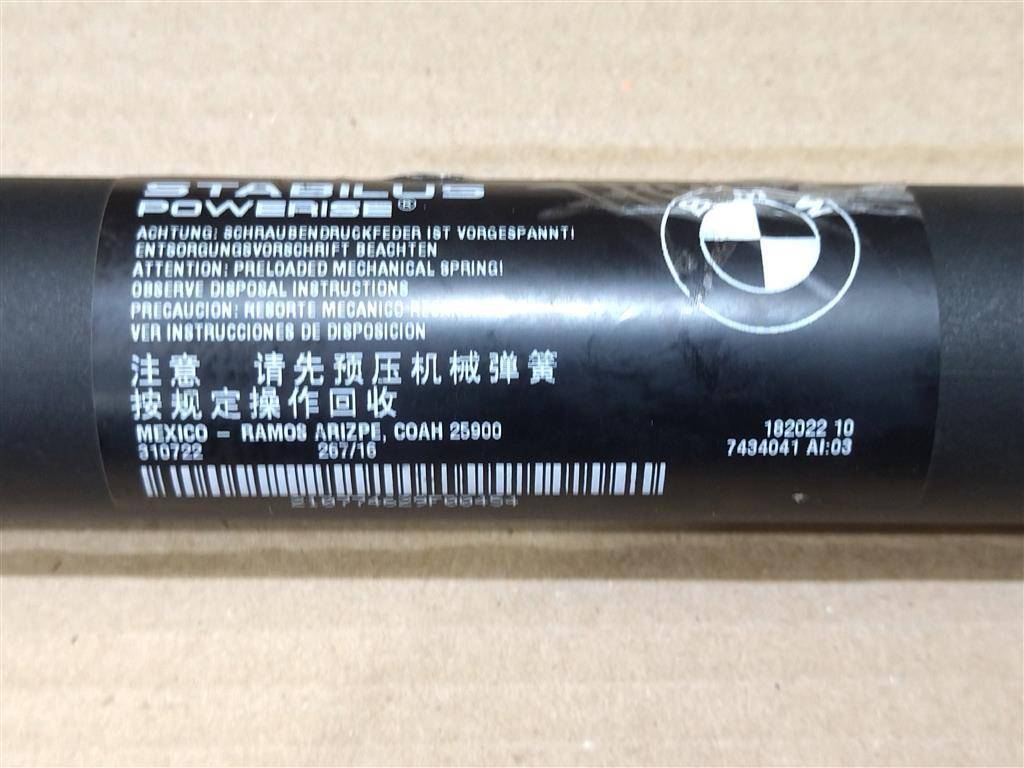 STABILUS
POWERISE®
ACHTUNG: SCHRAUBENDRUCKFEDER IST VORGESPANNT!
ENTSORGUNGSVORSCHRIFT BEACHTEN
ATTENTION: PRELOADED MECHANICAL SPRING!
OBSERVE DISPOSAL INSTRUCTIONS
PRECAUCION: RESORTE MECANICO
VER INSTRUCCIONES DE DISPOSICION
注意 请先预压机械弹簧
按规定操作回收
MEXICO - RAMOS ARIZPE, COAH 25900
310722 267/16
2107774629F00454
BMW
182022 10
7434041 AI:03